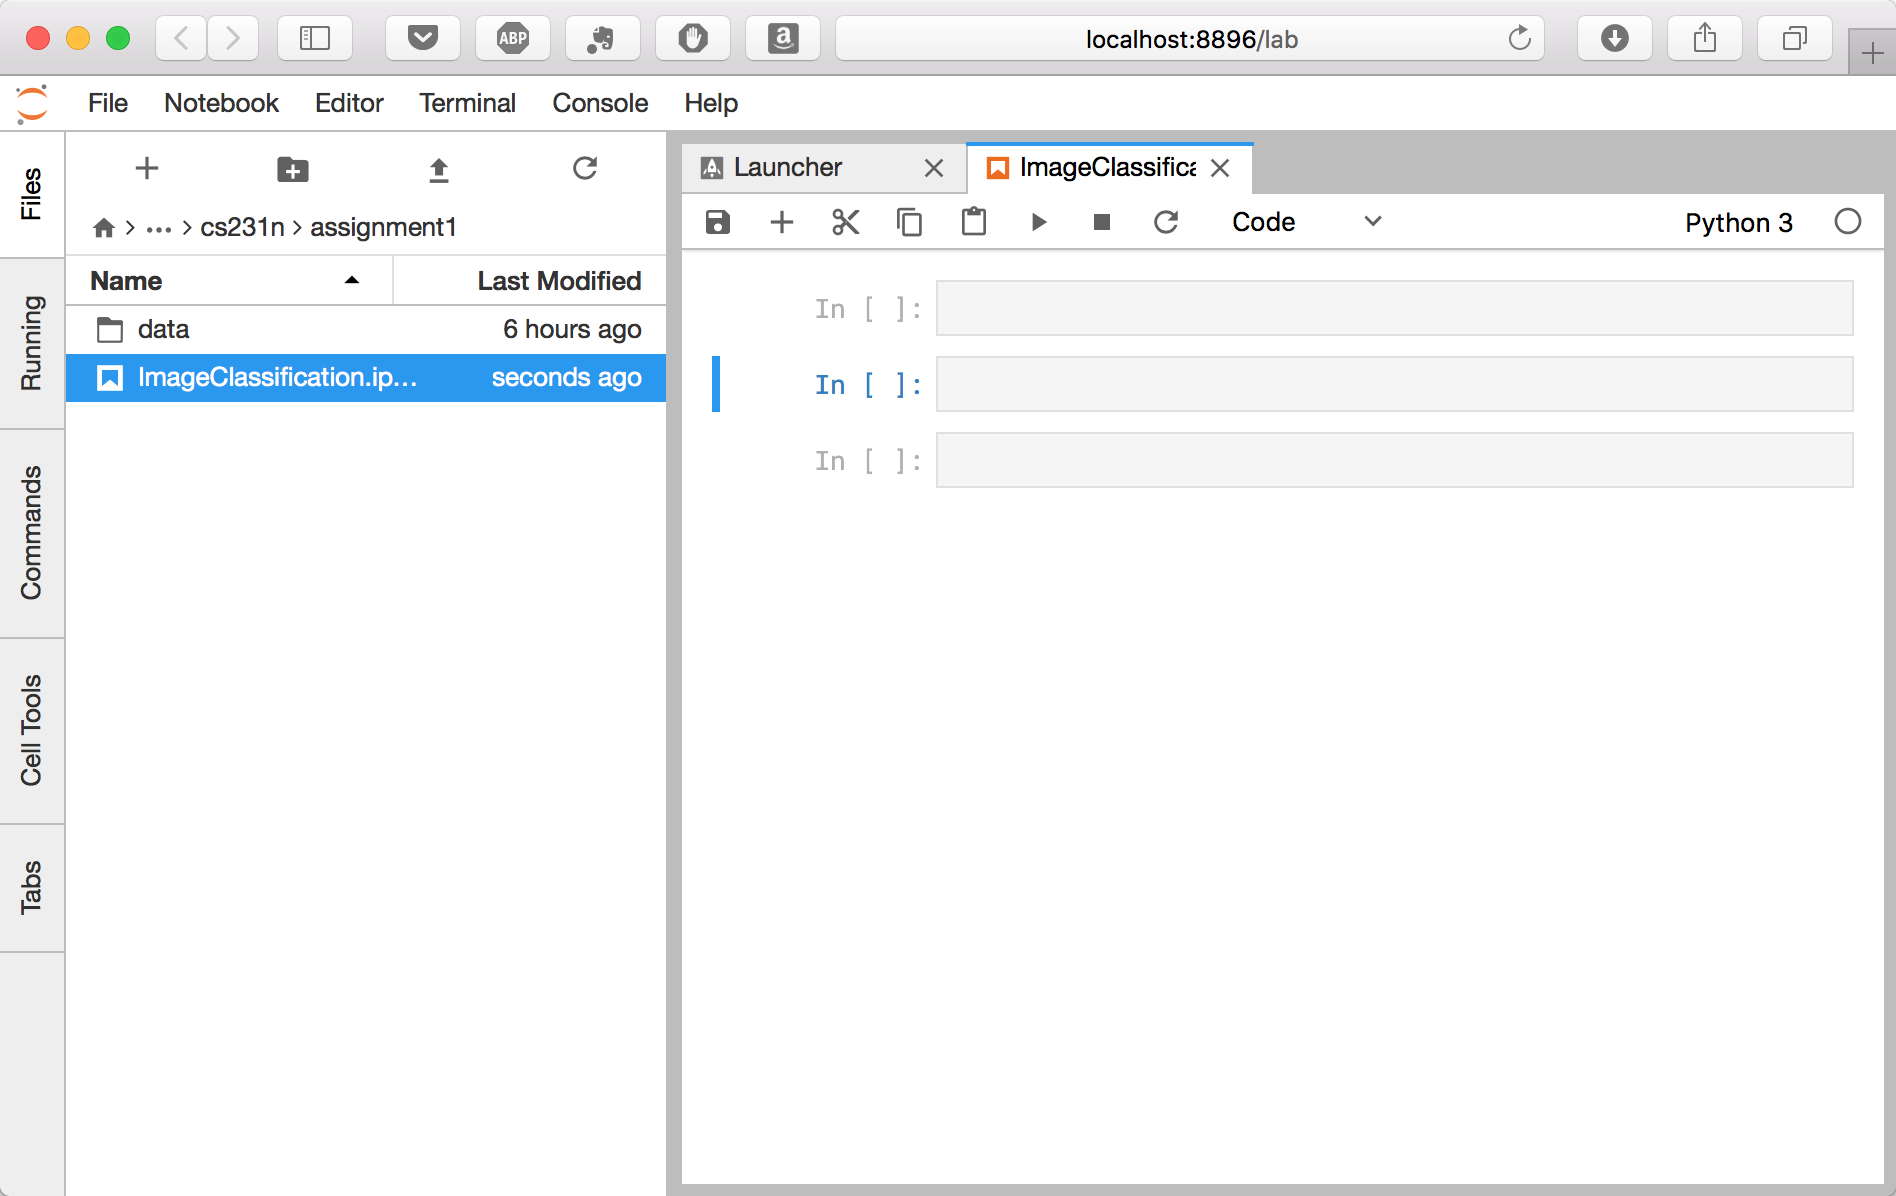 ABP
a
localhost:8896/lab
File Notebook Editor Terminal Console Help
Files
Running
Commands
Cell Tools
Tabs
... > cs231n > assignment1
Name Last Modified
data 6 hours ago
ImageClassification.ip... seconds ago
Launcher
ImageClassifica
Code
Python 3
In [ ]:
In [ ]:
In [ ]: